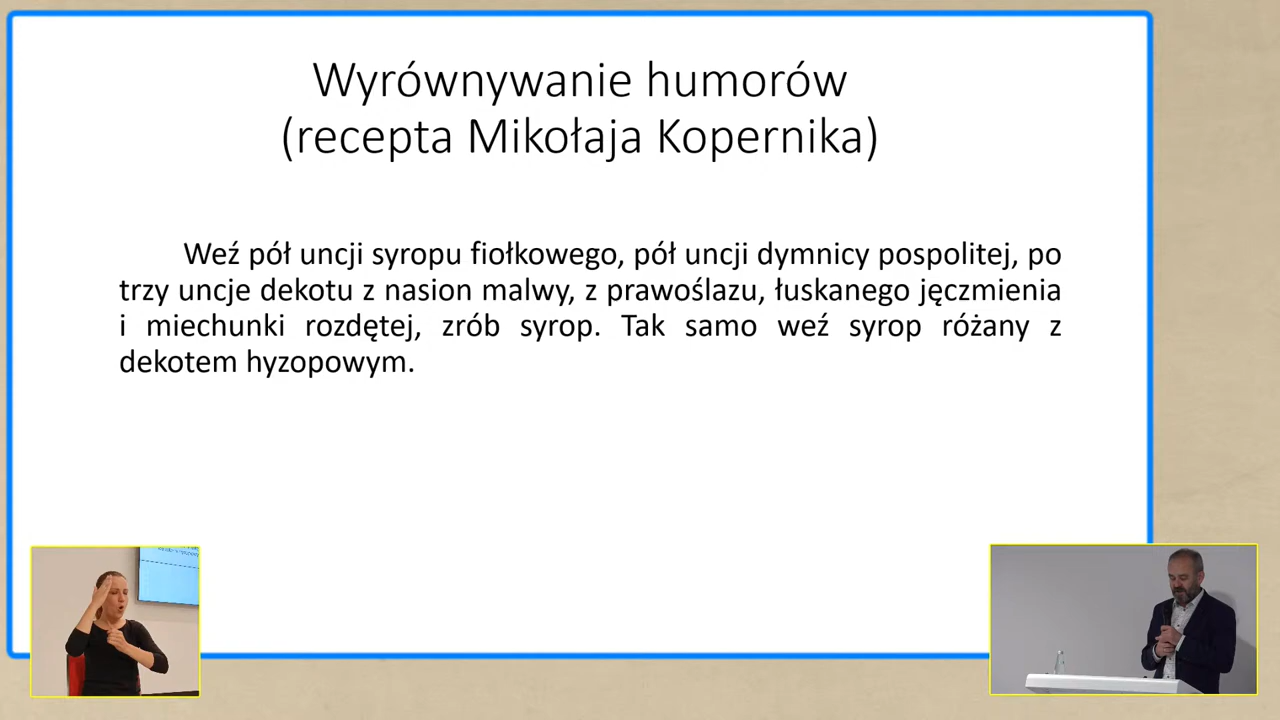 Wyrównywanie humorów
(recepta Mikołaja Kopernika)
Weź pół uncji syropu fiołkowego, pół uncji dymnicy pospolitej, po
trzy uncje dekotu z nasion malwy, z prawoślazu, łuskanego jęczmienia
i miechunki rozdętej, zrób syrop. Tak samo weź syrop różany z
dekotem hyzopowym.